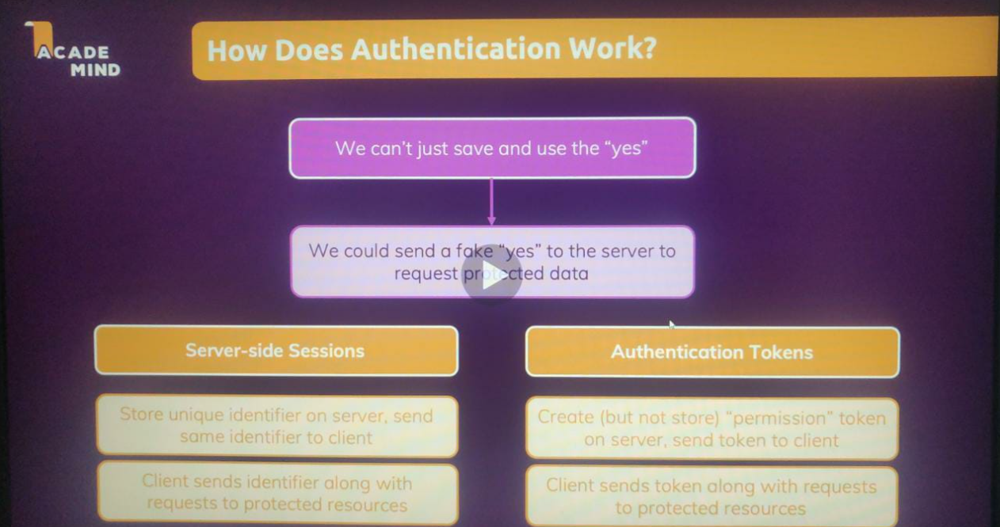 ACADE
MIND
How Does Authentication Work?
We can't just save and use the “yes”
We could send a fake “yes” to the server to
request protected data
Server-side Sessions
Authentication Tokens
Store unique identifier on server, send
same identifier to client
Create (but not store) “permission” token
on server, send token to client
Client sends identifier along with
requests to protected resources
Client sends token along with requests
to protected resources